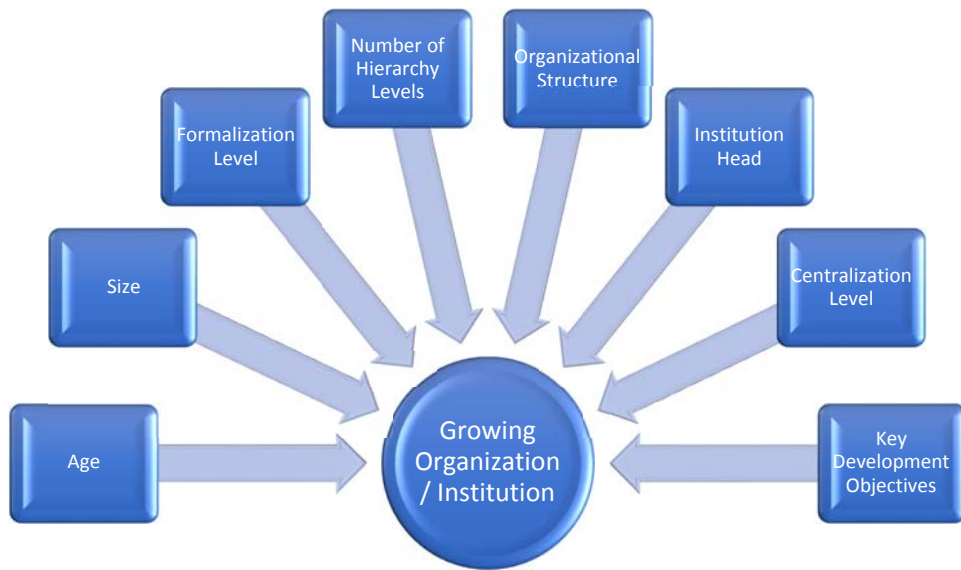 Number of
Hierarchy
Levels
Organizational
Structure
Formalization
Level
Institution
Head
Size
Centralization
Level
Age
Growing
Organization
/ Institution
Key
Development
Objectives